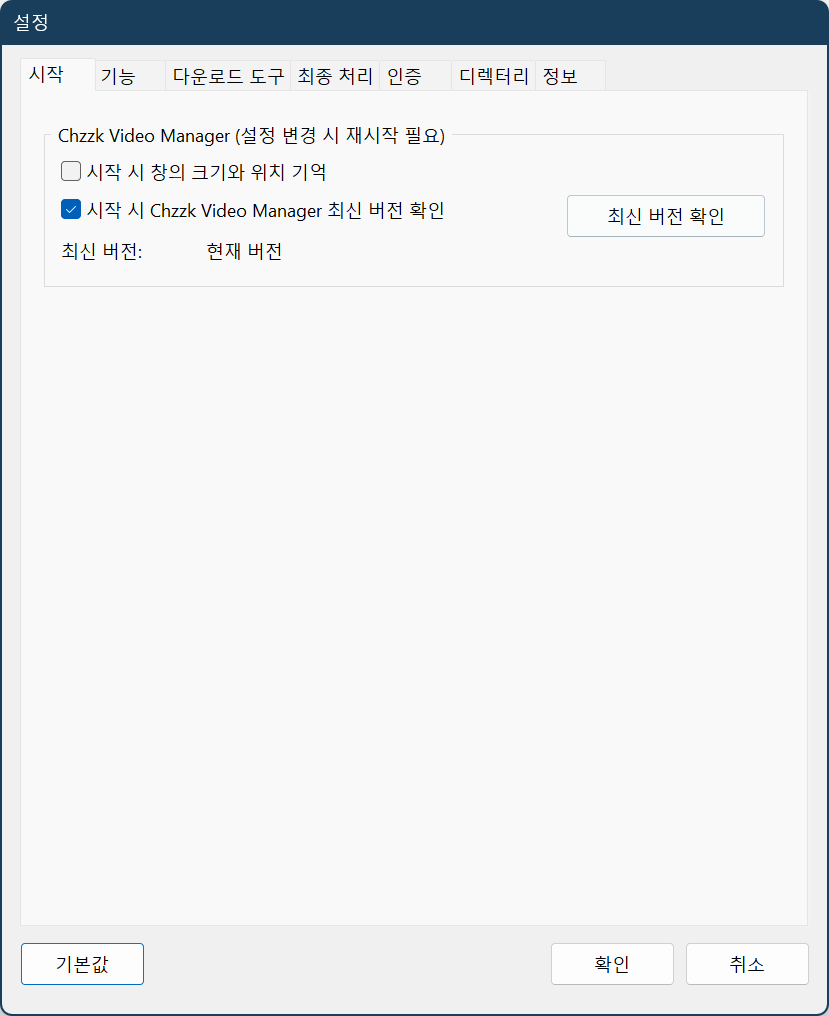 설정
시작 기능 다운로드 도구 최종 처리 인증 디렉터리 정보
Chzzk Video Manager (설정 변경 시 재시작 필요)
시작 시 창의 크기와 위치 기억
시작 시 Chzzk Video Manager 최신 버전 확인
최신 버전 확인
최신 버전: 현재 버전
기본값 확인 취소